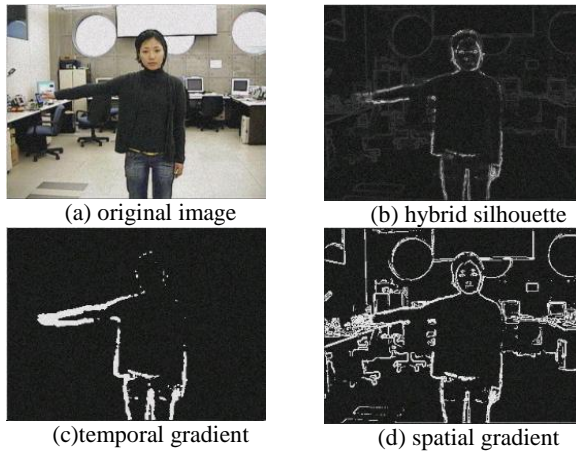 (a) original image
(b) hybrid silhouette
(c)temporal gradient
(d) spatial gradient